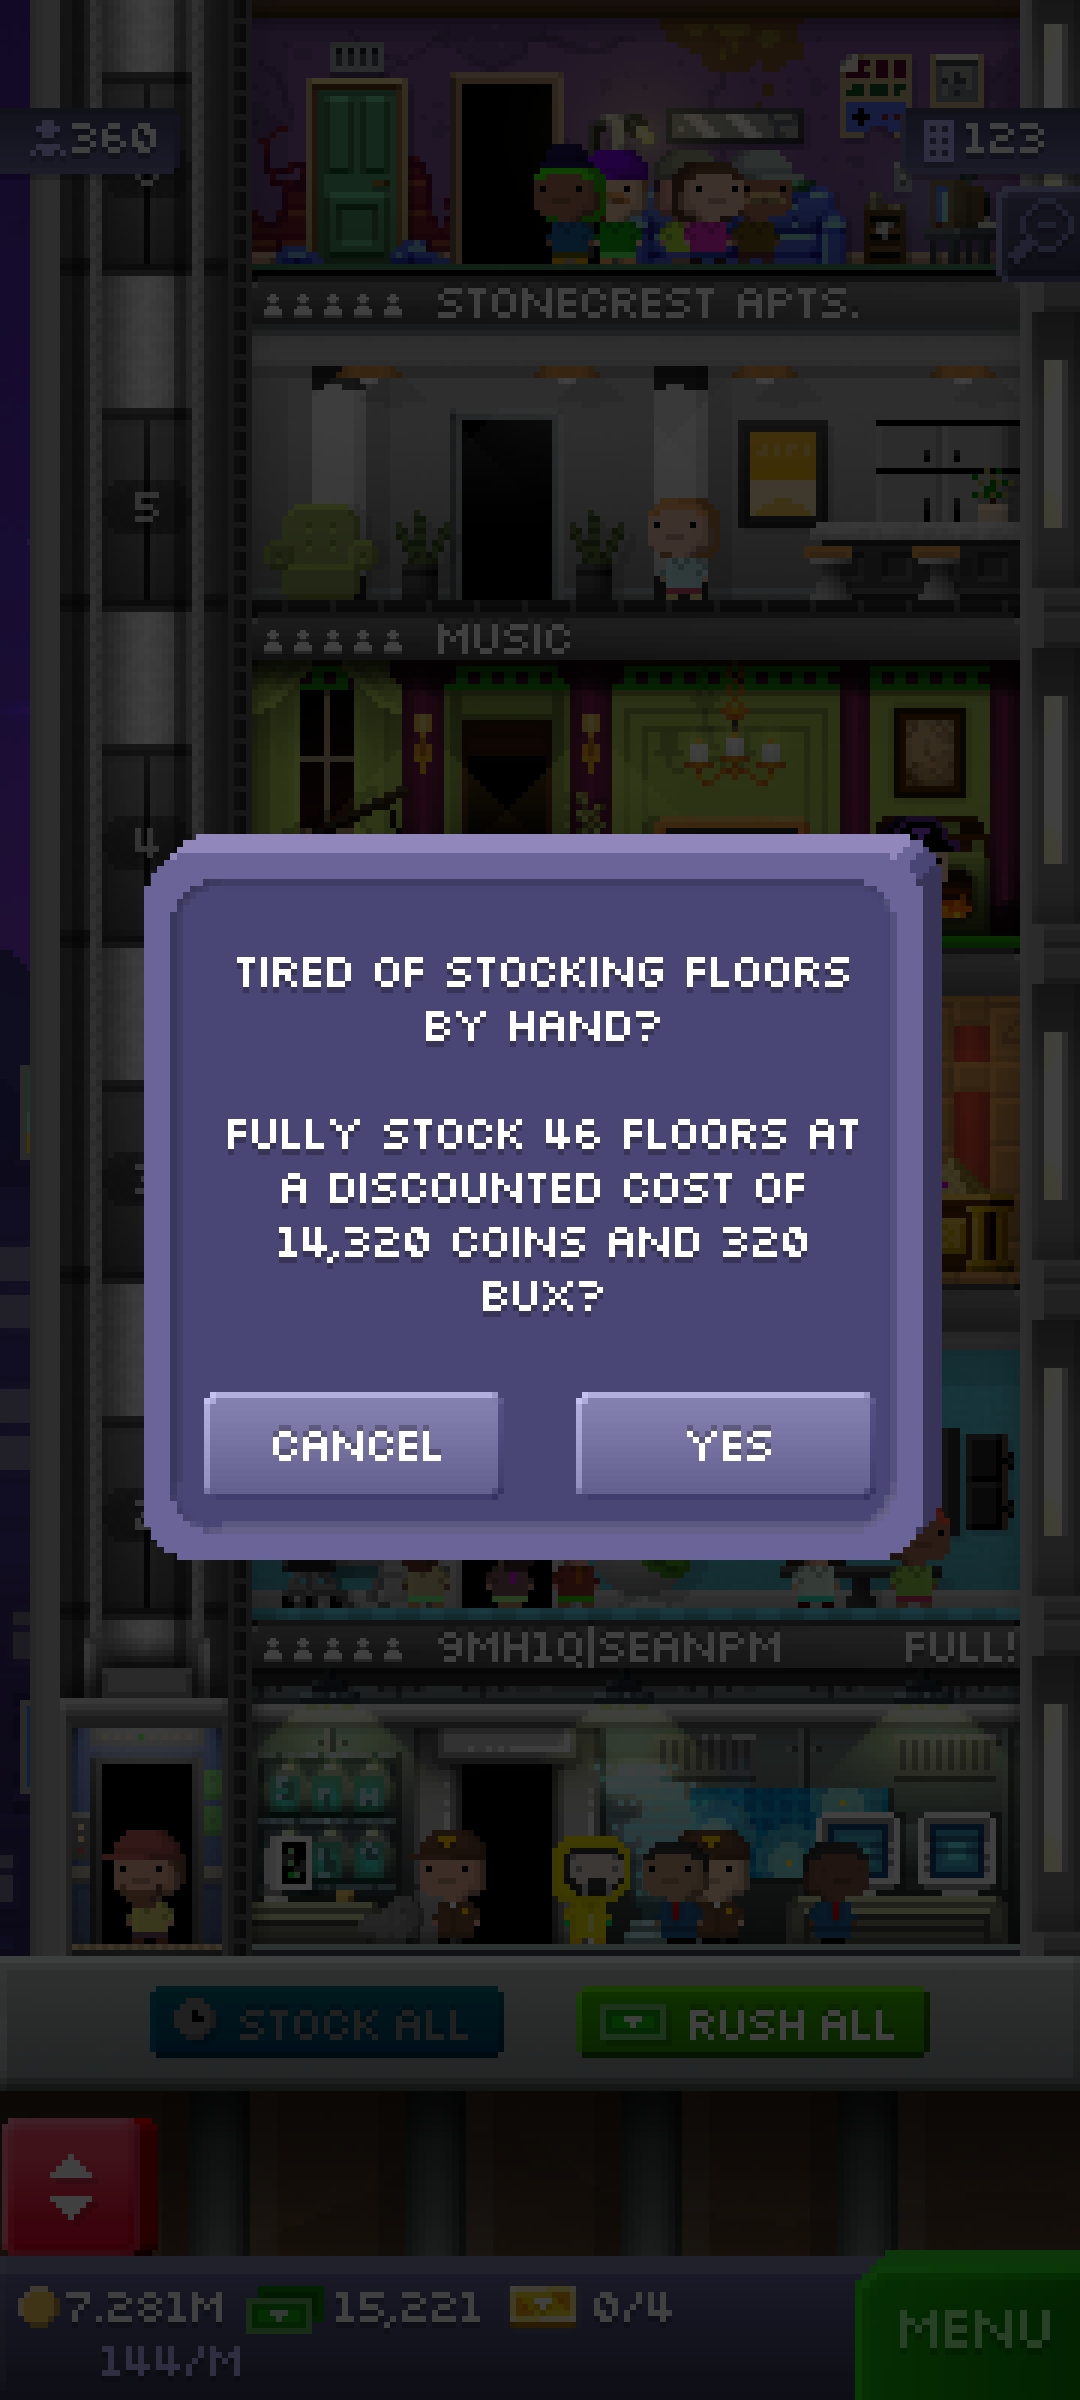 360
123
STONECREST APTS.
5
MUSIC
4
TIRED OF STOCKING FLOORS
BY HAND?
FULLY STOCK 46 FLOORS AT
A DISCOUNTED COST OF
14,320 COINS AND 320
BUX?
CANCEL
YES
9MH1Q|SEANPM
FULL!
STOCK ALL
RUSH ALL
7.281M
15,221
0/4
144/M
MENU